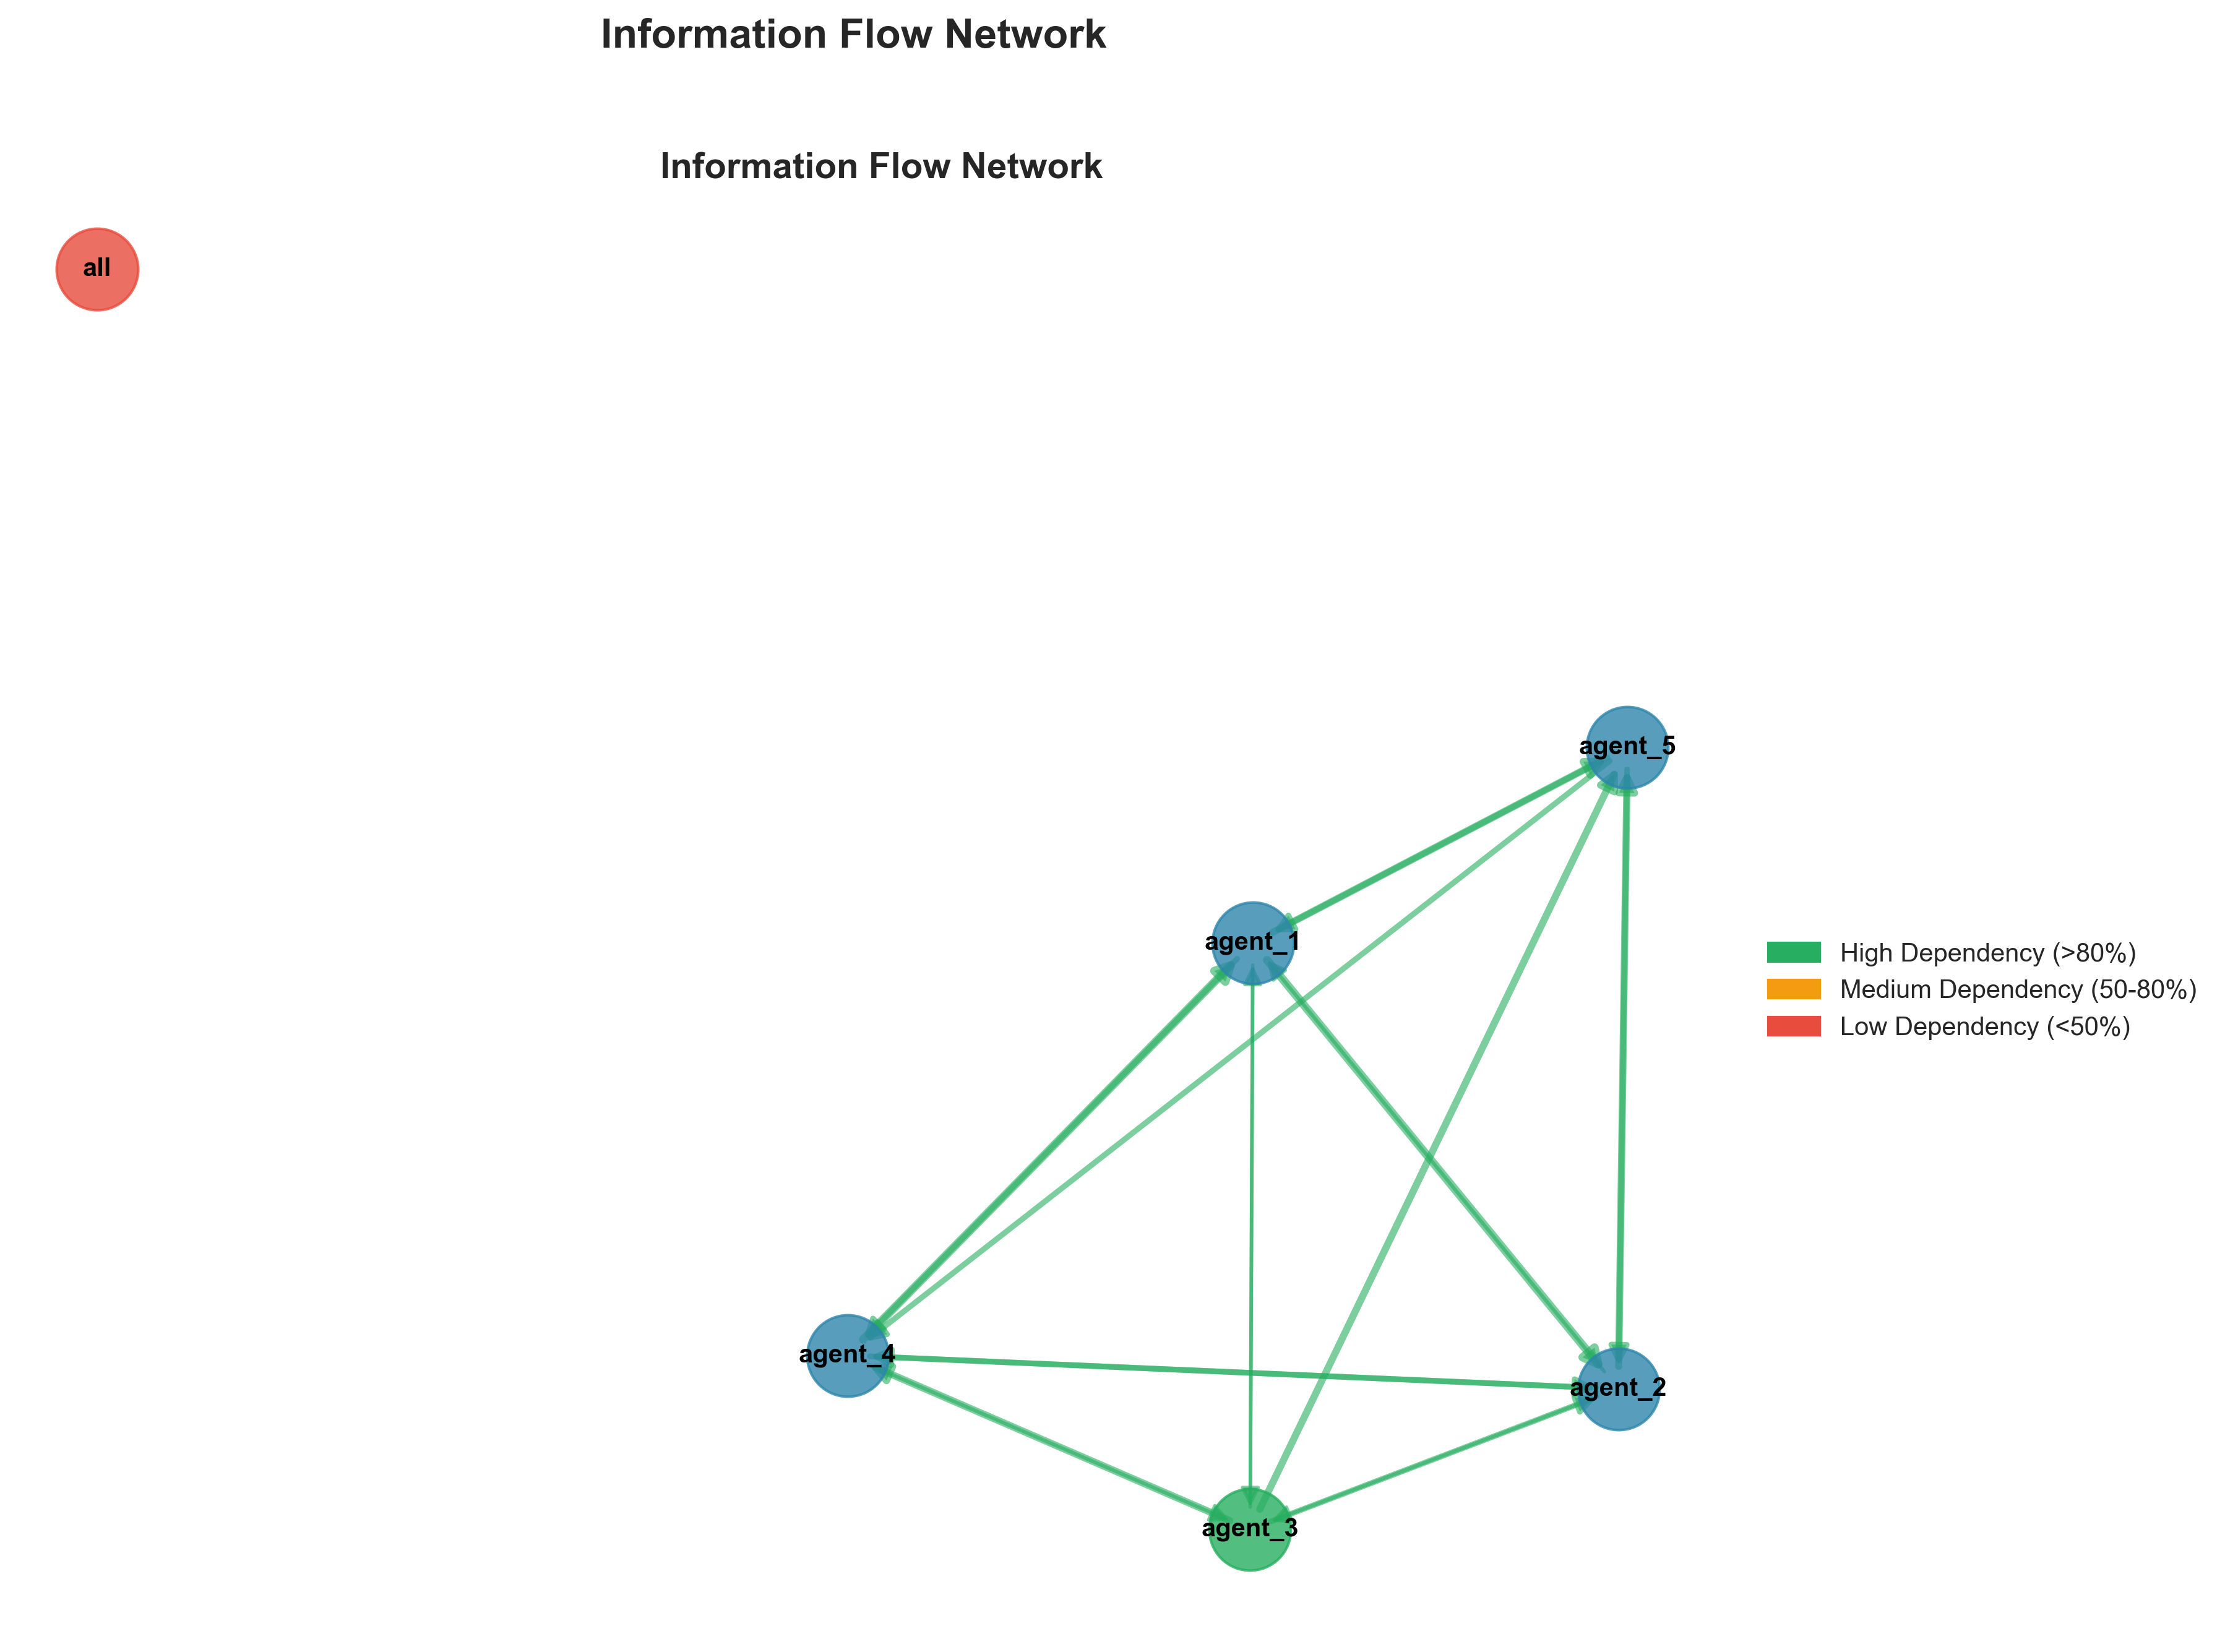 Information Flow Network
Information Flow Network
all
agent_5
agent_1
High Dependency (>80%)
Medium Dependency (50-80%)
Low Dependency (<50%)
agent_4
agent_2
agent_3